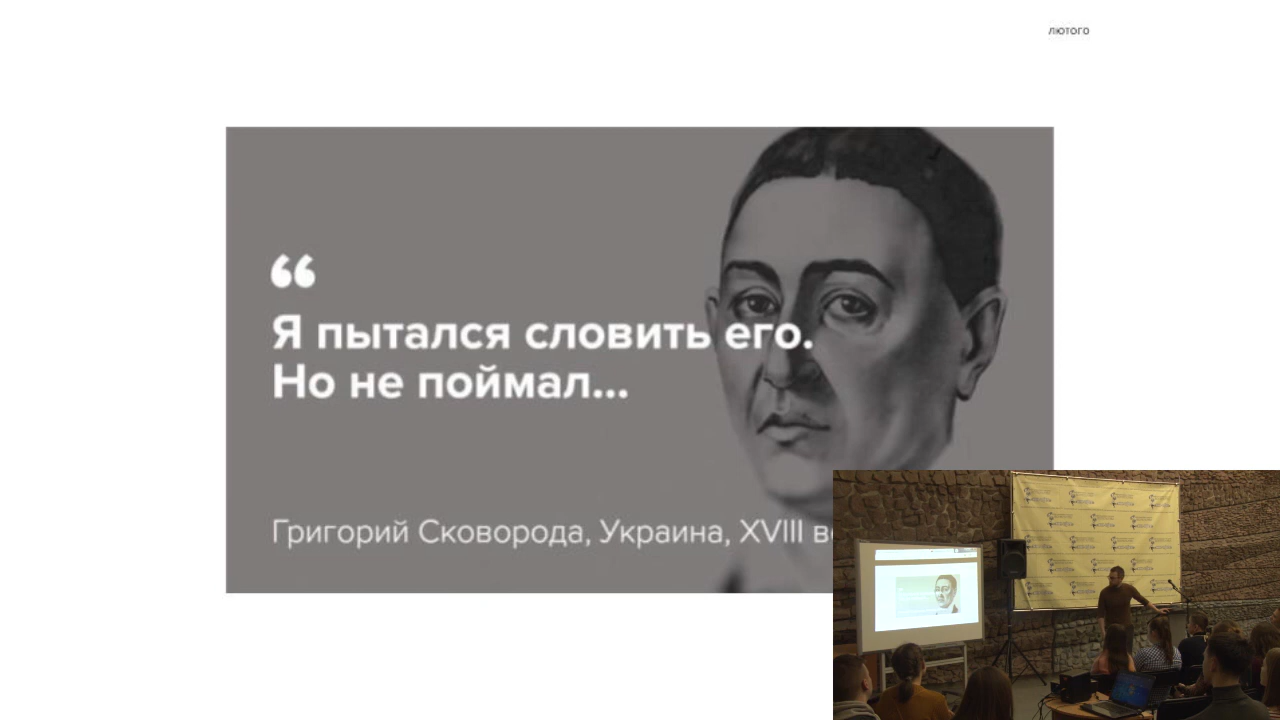 лютого
“
Я пытался словить его.
Но не поймал...
Григорий Сковорода, Украина, XVIII